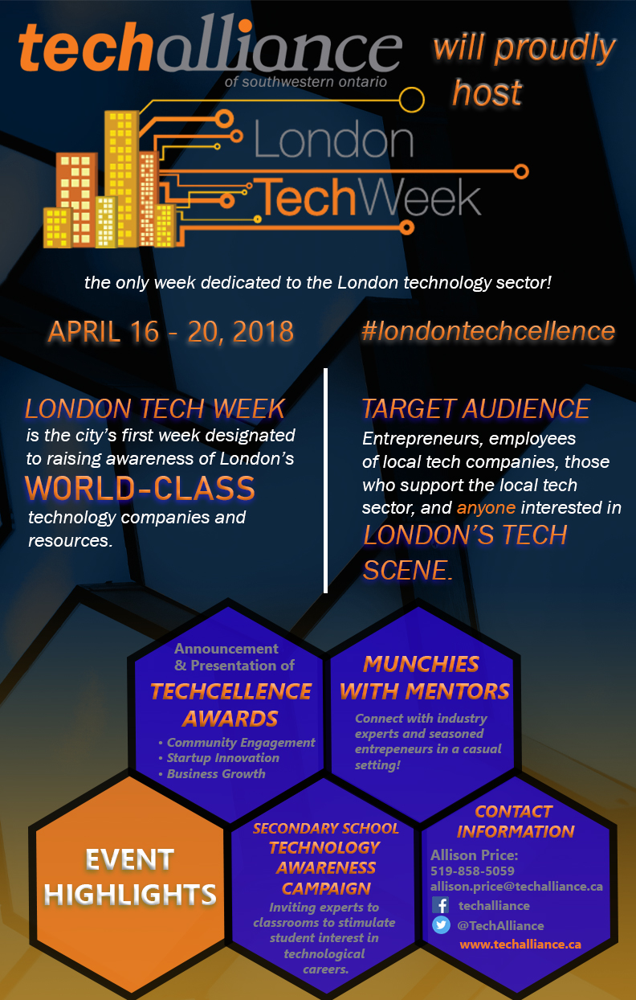 techalliance
of southwestern ontario
will proudly
host
London
TechWeek
the only week dedicated to the London technology sector!
APRIL 16 - 20, 2018
#londontechcellence
LONDON TECH WEEK
is the city's first week designated
to raising awareness of London's
WORLD-CLASS
technology companies and
resources.
TARGET AUDIENCE
Entrepreneurs, employees
of local tech companies, those
who support the local tech
sector, and anyone interested in
LONDON'S TECH
SCENE.
Announcement
& Presentation of
TECHCELLENCE
AWARDS
• Community Engagement
• Startup Innovation
• Business Growth
MUNCHIES
WITH MENTORS
Connect with industry
experts and seasoned
entrepeneurs in a casual
setting!
EVENT
HIGHLIGHTS
SECONDARY SCHOOL
TECHNOLOGY
AWARENESS
CAMPAIGN
Inviting experts to
classrooms to stimulate
student interest in
technological
careers.
CONTACT
INFORMATION
Allison Price:
519-858-5059
allison.price@techalliance.ca
techalliance
@TechAlliance
www.techalliance.ca